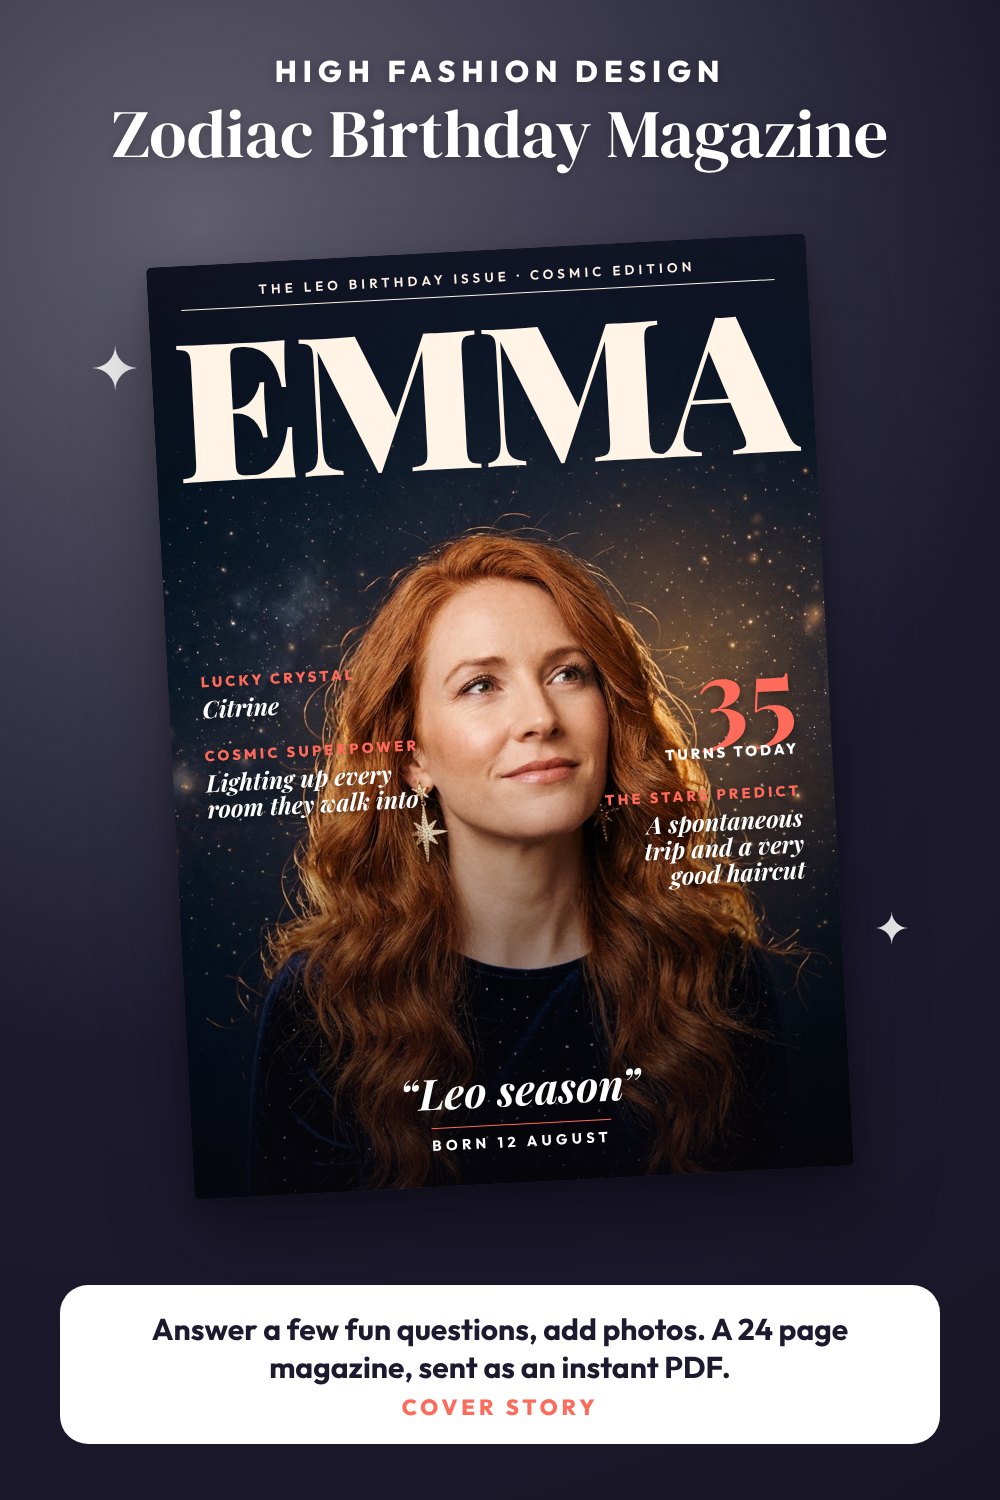 HIGH FASHION DESIGN
Zodiac Birthday Magazine
THE LEO BIRTHDAY ISSUE · COSMIC EDITION
EMMA
LUCKY CRYSTAL
Citrine
COSMIC SUPERPOWER
Lighting up every
room they walk into
35
TURNS TODAY
THE STARS PREDICT
A spontaneous
trip and a very
good haircut
“Leo season”
BORN 12 AUGUST
Answer a few fun questions, add photos. A 24 page
magazine, sent as an instant PDF.
COVER STORY